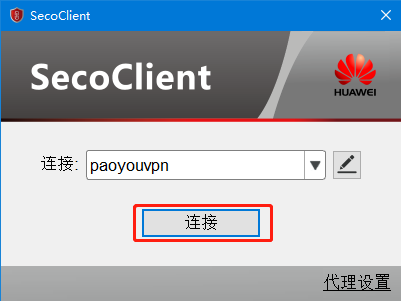 SecoClient
SecoClient
HUAWEI
连接:
paoyouvpn
连接
代理设置